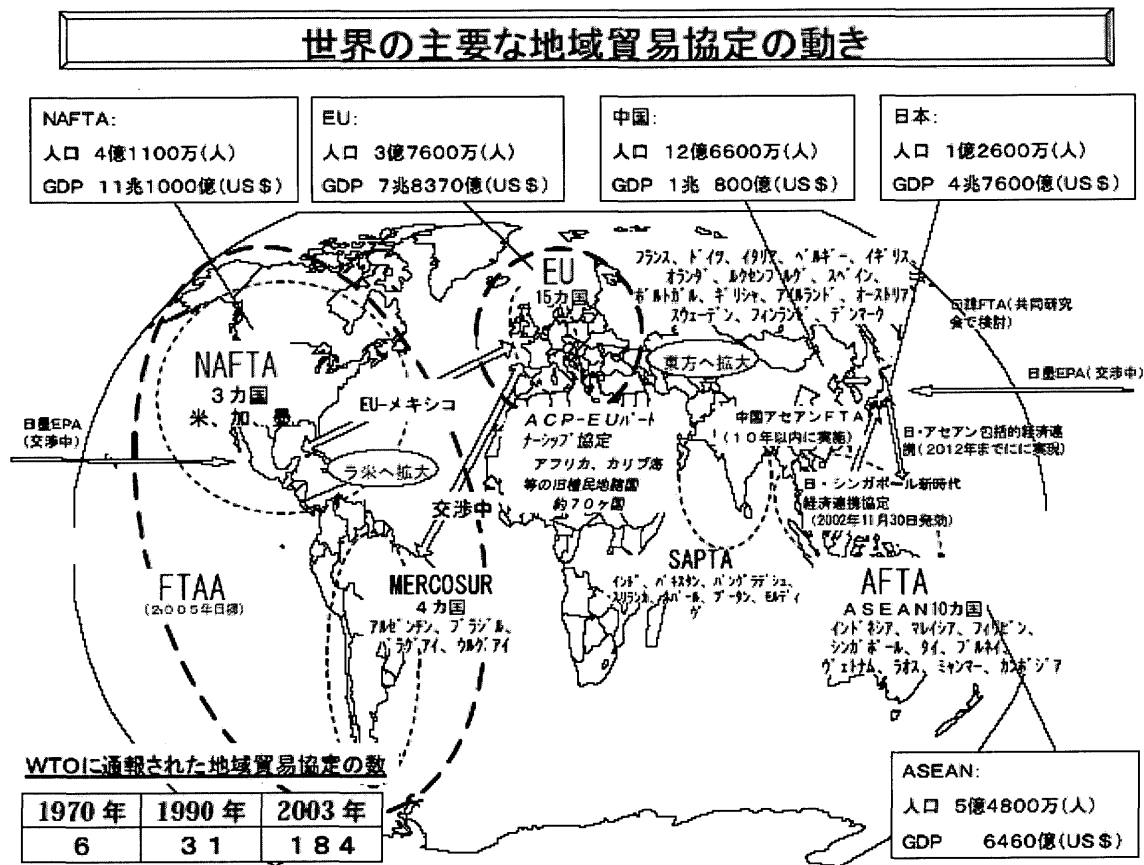 世界の主要な地域貿易協定の動き
NAFTA:
人口 4億1100万(人)
GDP 11兆1000億(US$)
EU:
人口 3億7600万(人)
GDP 7兆8370億(US$)
中国:
人口 12億6600万(人)
GDP 1兆 800億(US$)
日本:
人口 1億2600万(人)
GDP 4兆7600億(US$)
EU
15カ国
フランス、ドイツ、イタリア、ベルギー、イギリス
オランダ、ルクセンブルグ、スペイン、
ポルトガル、ギリシャ、アイルランド、オーストリア
スウェーデン、フィンランド、デンマーク
日韓FTA(共同研究
会で検討)
NAFTA
3カ国
米、加、墨
東方へ拡大
日墨EPA(交渉中)
EU-メキシコ
日墨EPA
(交渉中)
ラ米へ拡大
交渉中
ACP-EUパート
ナーシップ協定
アフリカ、カリブ海
等の旧植民地諸国
約70ヶ国
中国アセアンFTA
(10年以内に実施)
日・アセアン包括的経済連
携(2012年までにに実現)
日・シンガポール新時代
経済連携協定
(2002年11月30日発効)
FTAA
(2005年目標)
MERCOSUR
4カ国
アルゼンチン、ブラジル、
パラグアイ、ウルグアイ
SAPTA
インド、パキスタン、バングラデシュ、
スリランカ、ネパール、ブータン、モルディ
ヴ
AFTA
ASEAN10カ国
インドネシア、マレイシア、フィリピン、
シンガポール、タイ、ブルネイ、
ヴェトナム、ラオス、ミャンマー、カンボジア
WTOに通報された地域貿易協定の数
1970年 1990年 2003年
6 31 184
ASEAN:
人口 5億4800万(人)
GDP 6460億(US$)